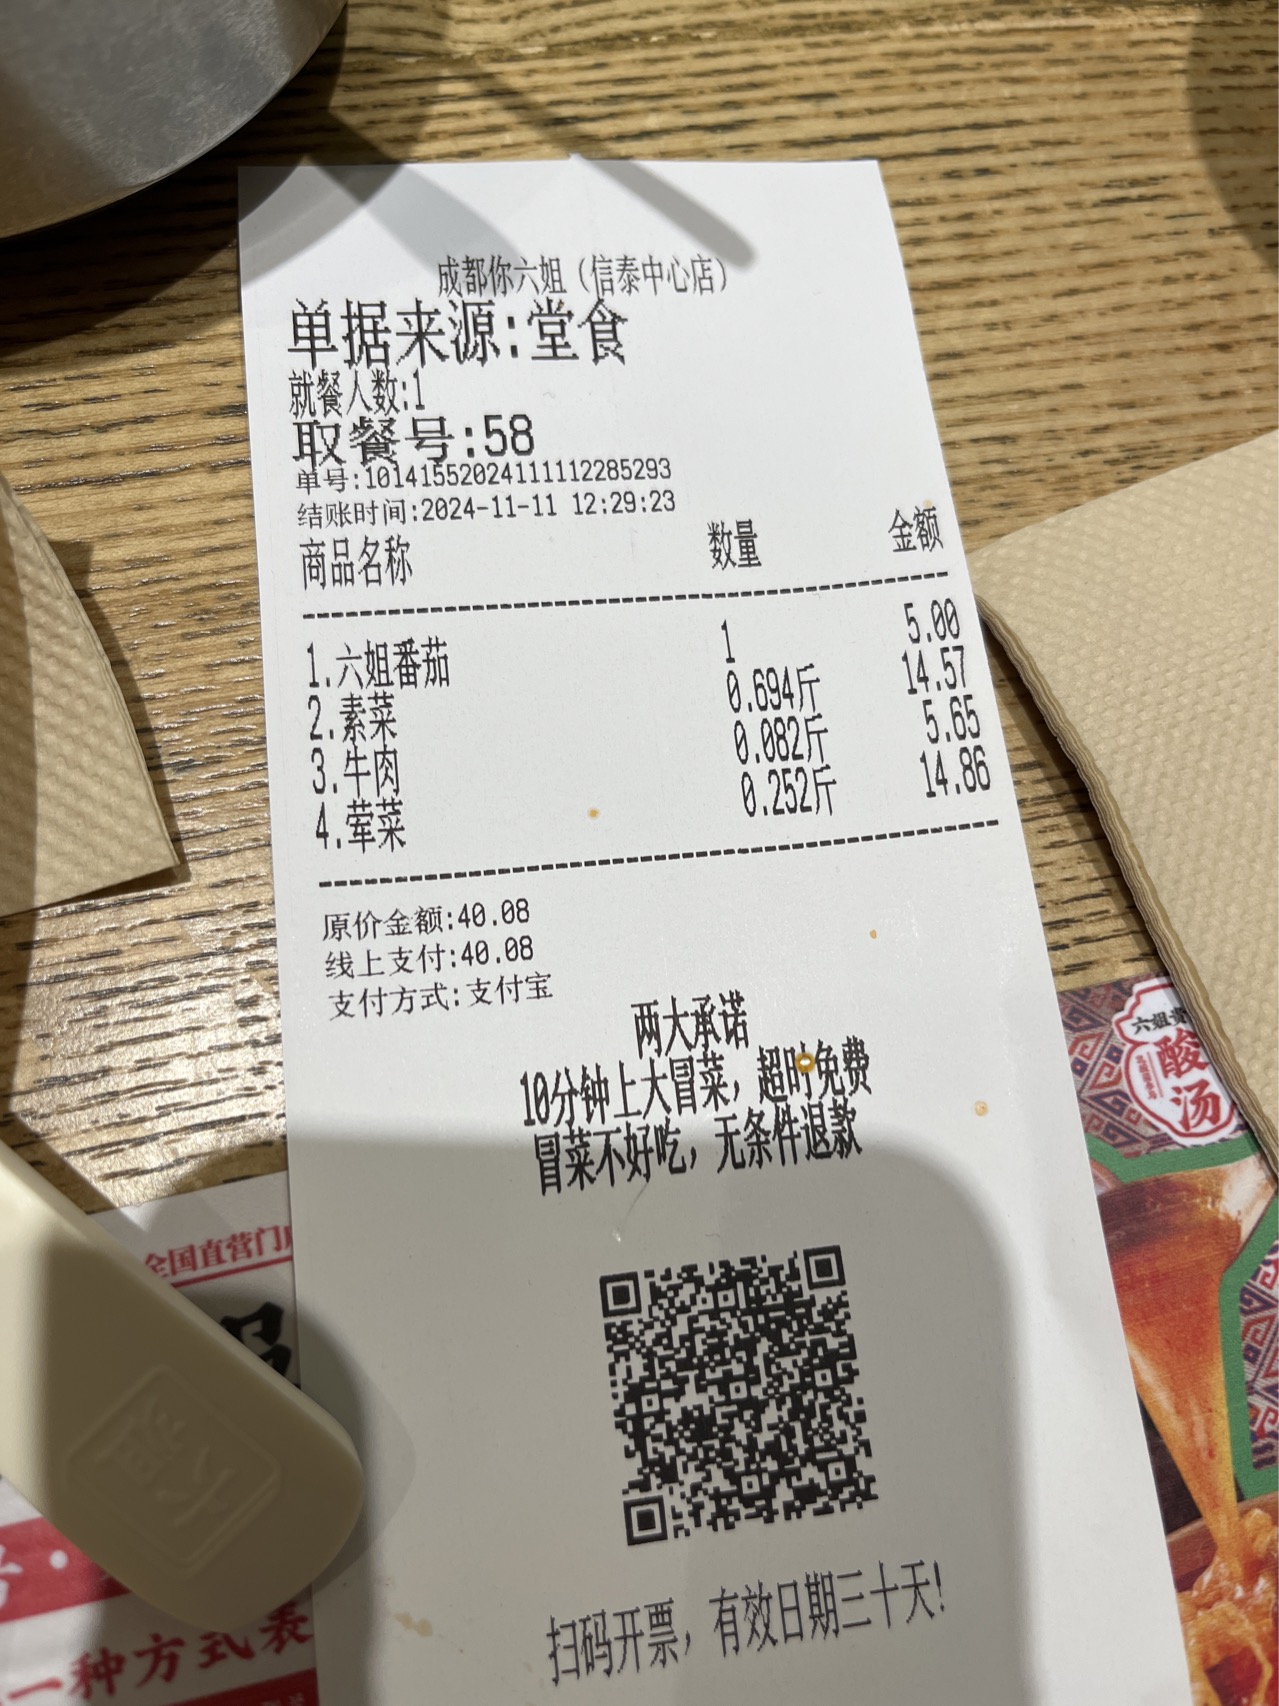 成都你六姐（信泰中心店）
单据来源:堂食
就餐人数:1
取餐号:58
单号:10141552024111112285293
结账时间:2024-11-11 12:29:23
商品名称 数量 金额
1.六姐番茄 1 5.00
2.素菜 0.694斤 14.57
3.牛肉 0.082斤 5.65
4.荤菜 0.252斤 14.86
原价金额:40.08
线上支付:40.08
支付方式:支付宝
两大承诺
10分钟上大冒菜，超时免费
冒菜不好吃，无条件退款
扫码开票，有效日期三十天!
六姐贵
酸
汤
全国直营门店
一种方式表